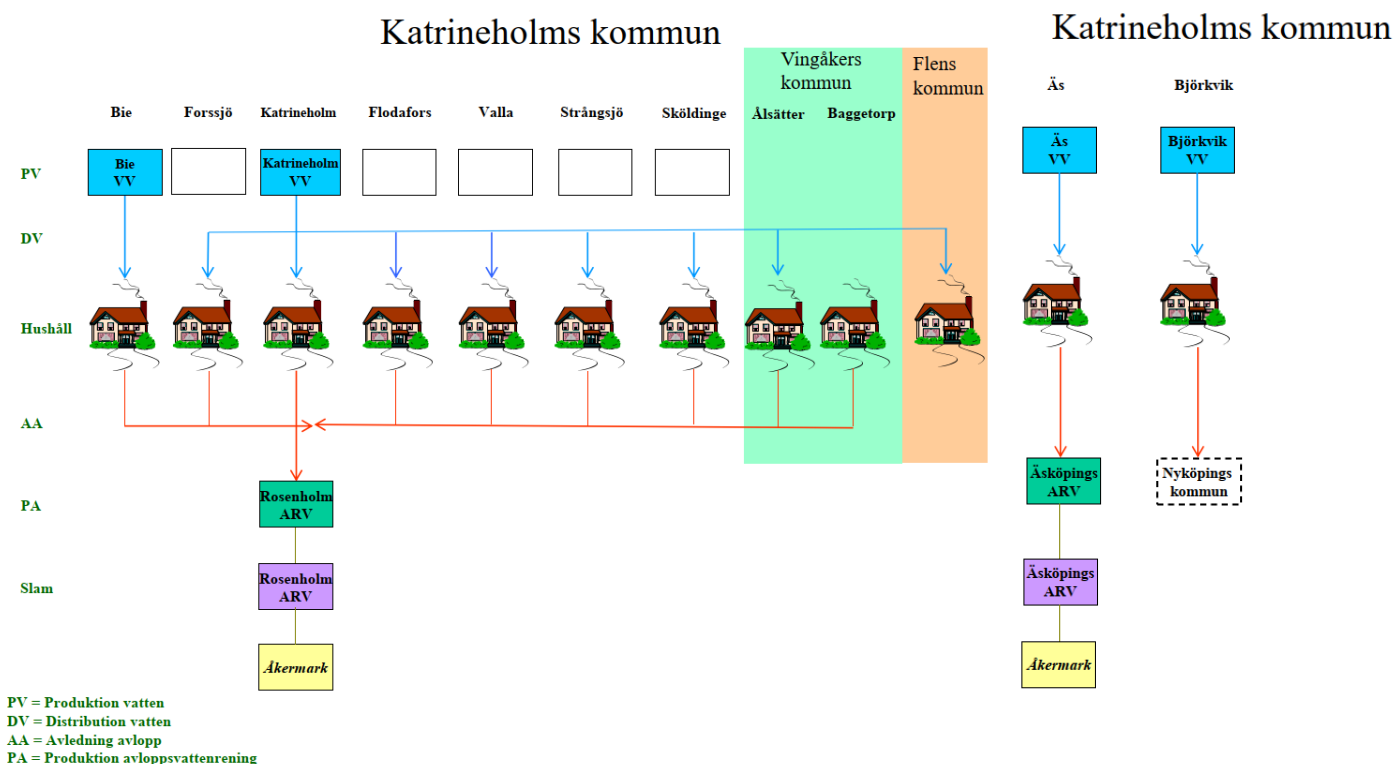 Katrineholms kommun
Katrineholms kommun
Vingåkers
kommun
Flens
kommun
Bie
Forssjö
Katrineholm
Flodafors
Valla
Strångsjö
Sköldinge
Ålsätter
Baggetorp
Äs
Björkvik
PV
Bie
VV
Katrineholm
VV
Äs
VV
Björkvik
VV
DV
Hushåll
AA
PA
Rosenholm
ARV
Äsköpings
ARV
Nyköpings
kommun
Slam
Rosenholm
ARV
Äsköpings
ARV
Åkermark
Åkermark
PV = Produktion vatten
DV = Distribution vatten
AA = Avledning avlopp
PA = Produktion avloppsvattenrening